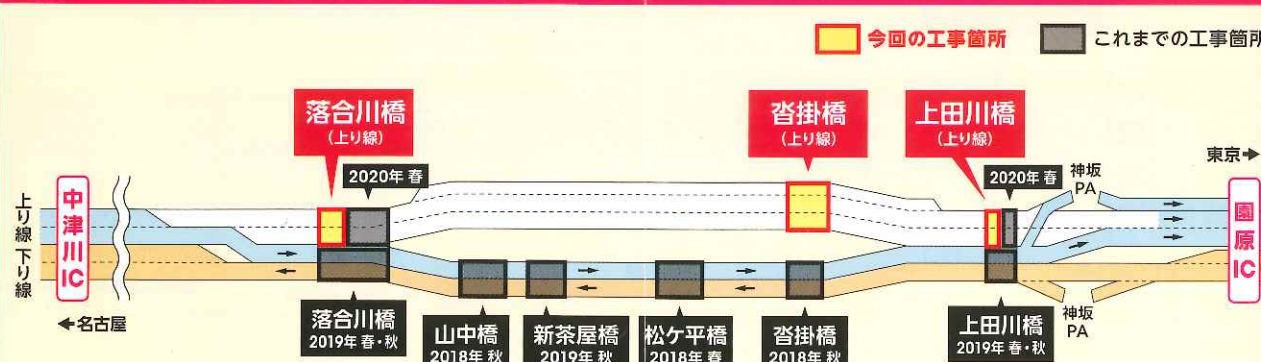 今回の工事箇所
これまでの工事箇所
落合川橋
(上り線)
沓掛橋
(上り線)
上田川橋
(上り線)
東京→
2020年 春
2020年 春
神坂
PA
上り線
下り線
中津川IC
園原IC
←名古屋
落合川橋
2019年 春・秋
山中橋
2018年 秋
新茶屋橋
2019年 秋
松ケ平橋
2018年 春
沓掛橋
2018年 秋
上田川橋
2019年 春・秋
神坂
PA